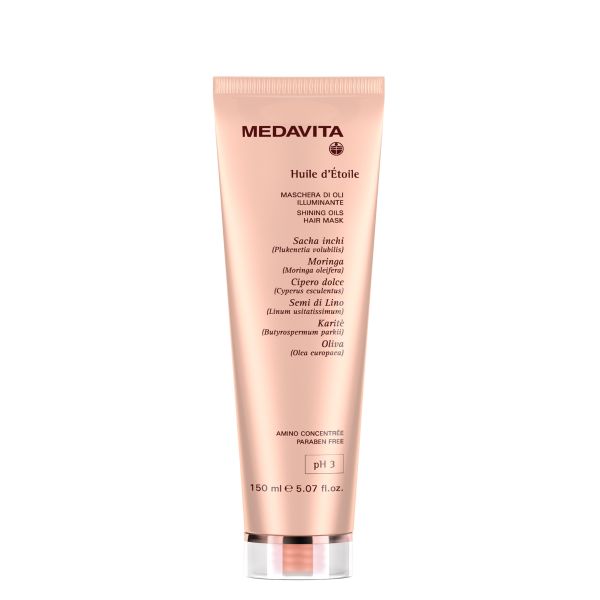 MEDAVITA
Huile d'Étoile
MASCHERA DI OLI
ILLUMINANTE
SHINING OILS
HAIR MASK
Sacha inchi
(Plukenetia volubilis)
Moringa
(Moringa oleifera)
Cipero dolce
(Cyperus esculentus)
Semi di Lino
(Linum usitatissimum)
Karitè
(Butyrospermum parkii)
Oliva
(Olea europaea)
AMINO CONCENTRÉE
PARABEN FREE
pH 3
150 ml ℮ 5.07 fl.oz.